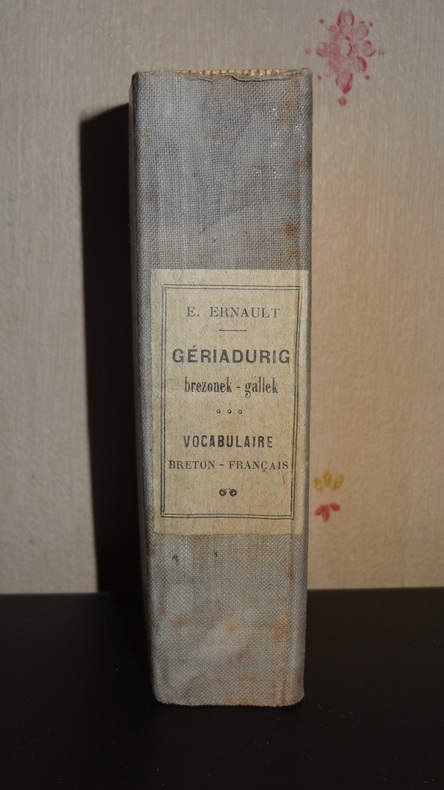 E. ERNAULT
GÉRIADURIG
brezonek - gallek
VOCABULAIRE
BRETON - FRANÇAIS